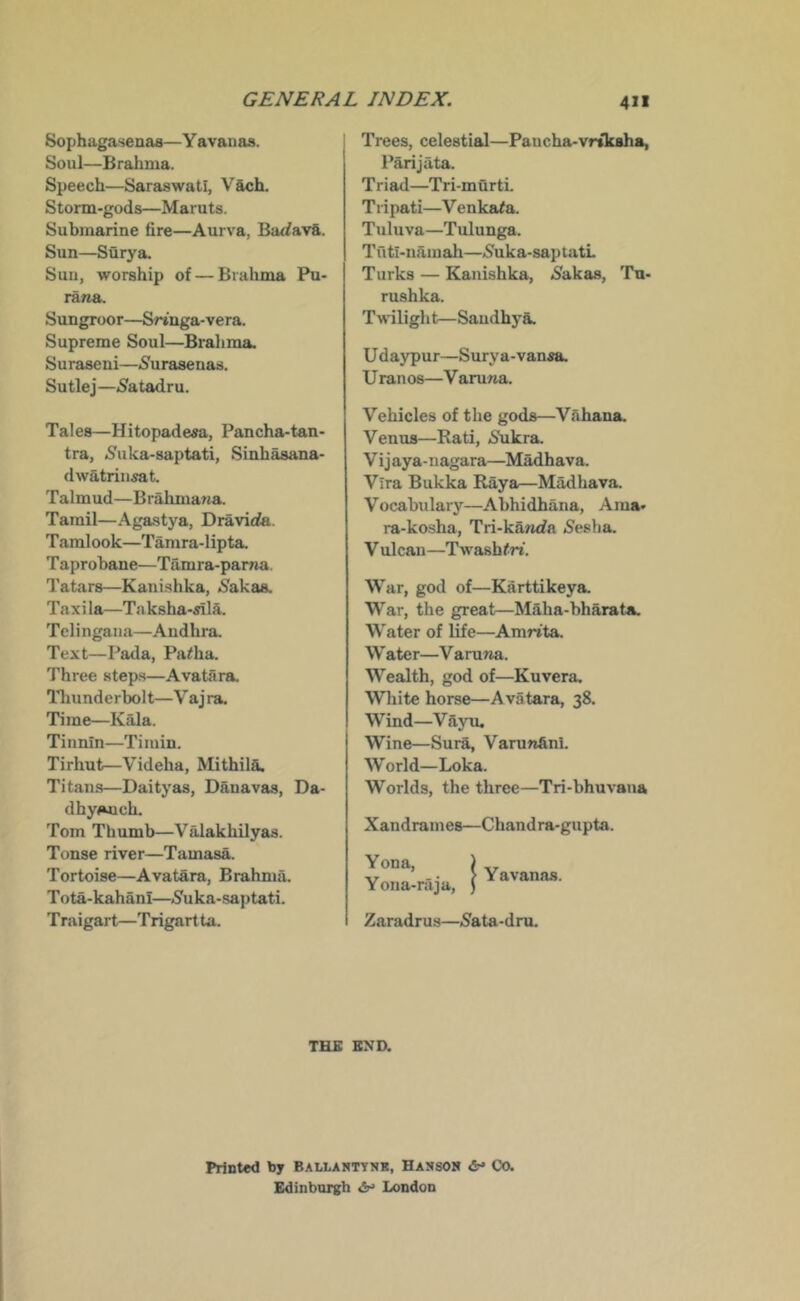 GENERAL INDEX.
411
Sophagasenas—Yavanas.
Soul—Brahma.
Speech—Saraswatī, Vāch.
Storm-gods—Maruts.
Submarine fire—Aurva, Badavā.
Sun—Sūrya.
Sun, worship of — Brahma Pu-
rāna.
Sungroor—Sringa-vera.
Supreme Soul—Brahma.
Suraseni—Surasenas.
Sutlej—Satadru.
Tales—Hitopadesa, Pancha-tan-
tra, Suka-saptati, Sinhāsana-
dwātrinsat.
Talmud—Brāhmana.
Tamil—Agastya, Drāvida.
Tamlook—Tāmra-lipta.
Taprobane—Tāmra-parna.
Tatars—Kanishka, Sakas.
Taxila—Taksha-silā.
Telingana—Andhra.
Text—Pada, Patha.
Three steps—Avatāra.
Thunderbolt—Vajra.
Time—Kāla.
Tinnīn—Timin.
Tirhut—Videha, Mithilā.
Titans—Daityas, Dānavas, Da-
dhyanch.
Tom Thumb—Vālakhilyas.
Tonse river—Tamasā.
Tortoise—Avatāra, Brahmā.
Totā-kahānī—Suka-saptati.
Traigart—Trigartta.
Trees, celestial—Pancha-vriksha,
Pārijāta.
Triad—Tri-mūrti.
Tripati—Venkata.
Tuluva—Tulunga.
Tūtī-nāmah—Suka-saptati.
Turks — Kanishka, Sakas, Tu-
rushka.
Twilight—Sandhyā.
Udaypur—Surya-vansa.
Uranos—Varuna.
Vehicles of the gods—Vāhana.
Venus—Rati, Sukra.
Vijaya-nagara—Mādhava.
Vīra Bukka Rāya—Mādhava.
Vocabulary—Abhidhāna, Ama-
ra-kosha, Tri-kānda Sesha.
Vulcan—Twashtri.
War, god of—Kārttikeya.
War, the great—Māha-bhārata.
Water of life—Amrita.
Water—Varuna.
Wealth, god of—Kuvera.
White horse—Avātara, 38.
Wind—Vāyu.
Wine—Surā, Varunānī.
World—Loka.
Worlds, the three—Tri-bhuvana
Xandrames—Chandra-gupta.
Yona,
Yona-rāja, } Yavanas.
Zaradrus—Sata-dru.
THE END.
Printed by BALLANTYNE, HANSON & Co.
Edinburgh & London